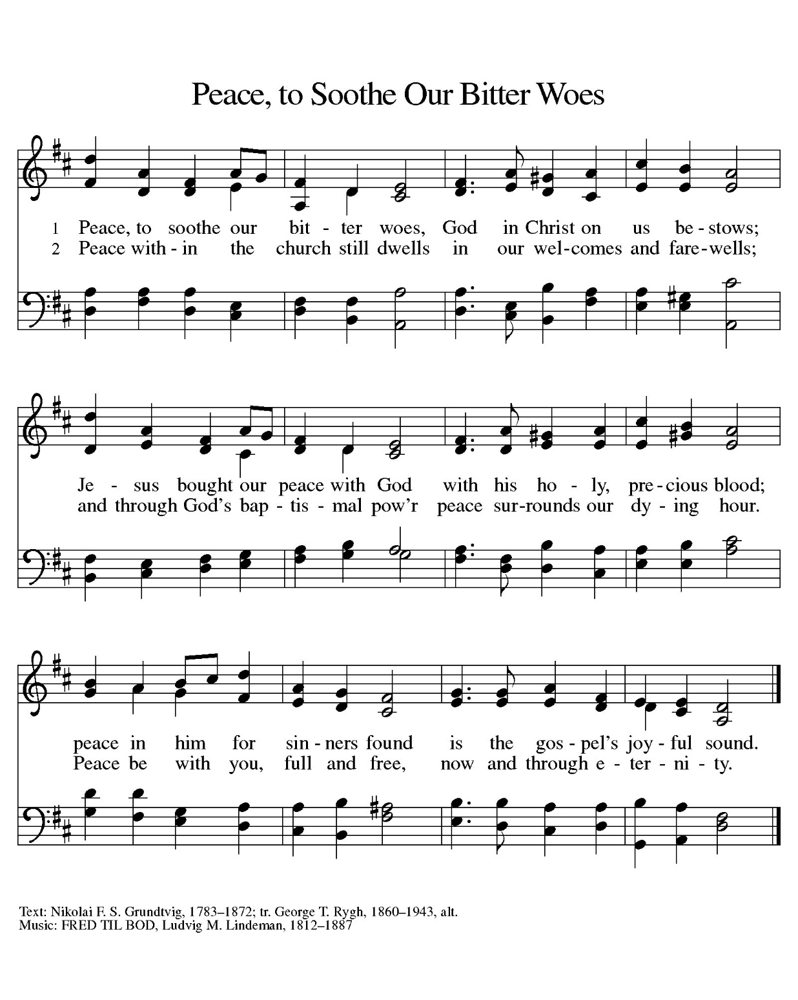 Peace, to Soothe Our Bitter Woes
1 Peace, to soothe our bit - ter woes, God in Christ on us be - stows;
2 Peace with - in the church still dwells in our wel - comes and fare - wells;
Je - sus bought our peace with God with his ho - ly, pre - cious blood;
and through God's bap - tis - mal pow'r peace sur - rounds our dy - ing hour.
peace in him for sin - ners found is the gos - pel's joy - ful sound.
Peace be with you, full and free, now and through e - ter - ni - ty.
Text: Nikolai F. S. Grundtvig, 1783–1872; tr. George T. Rygh, 1860–1943, alt.
Music: FRED TIL BOD, Ludvig M. Lindeman, 1812–1887